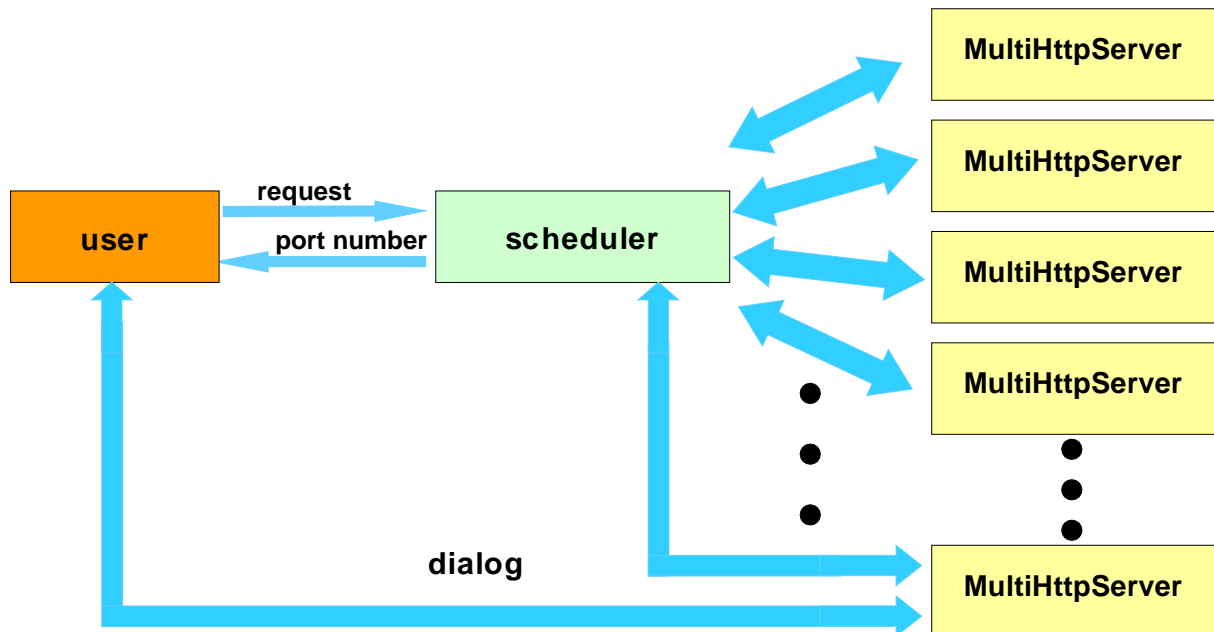 MultiHttpServer
MultiHttpServer
request
user
port number
scheduler
MultiHttpServer
MultiHttpServer
dialog
MultiHttpServer